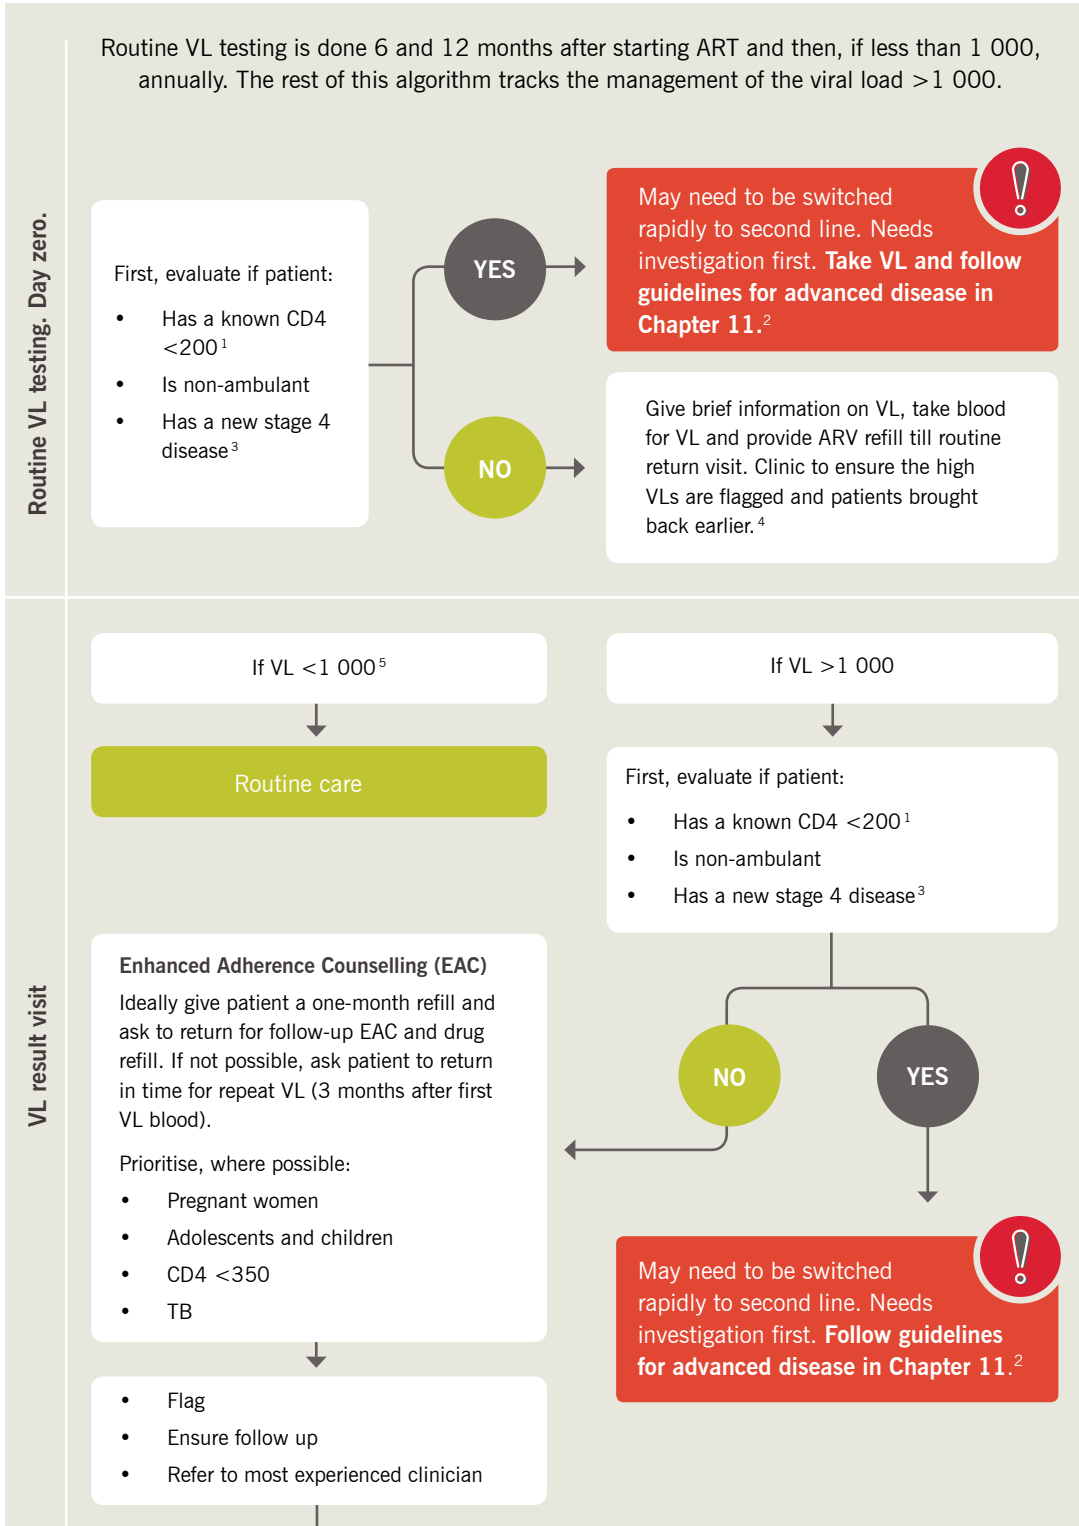 Routine VL testing is done 6 and 12 months after starting ART and then, if less than 1 000,
annually. The rest of this algorithm tracks the management of the viral load >1 000.
Routine VL testing. Day zero.
First, evaluate if patient:
• Has a known CD4
<200 1
• Is non-ambulant
• Has a new stage 4
disease 3
YES
May need to be switched
rapidly to second line. Needs
investigation first. Take VL and follow
guidelines for advanced disease in
Chapter 11.2
NO
Give brief information on VL, take blood
for VL and provide ARV refill till routine
return visit. Clinic to ensure the high
VLs are flagged and patients brought
back earlier. 4
VL result visit
If VL <1 000 5
Routine care
If VL >1 000
First, evaluate if patient:
• Has a known CD4 <200 1
• Is non-ambulant
• Has a new stage 4 disease 3
NO
YES
Enhanced Adherence Counselling (EAC)
Ideally give patient a one-month refill and
ask to return for follow-up EAC and drug
refill. If not possible, ask patient to return
in time for repeat VL (3 months after first
VL blood).
Prioritise, where possible:
• Pregnant women
• Adolescents and children
• CD4 <350
• TB
May need to be switched
rapidly to second line. Needs
investigation first. Follow guidelines
for advanced disease in Chapter 11.2
• Flag
• Ensure follow up
• Refer to most experienced clinician